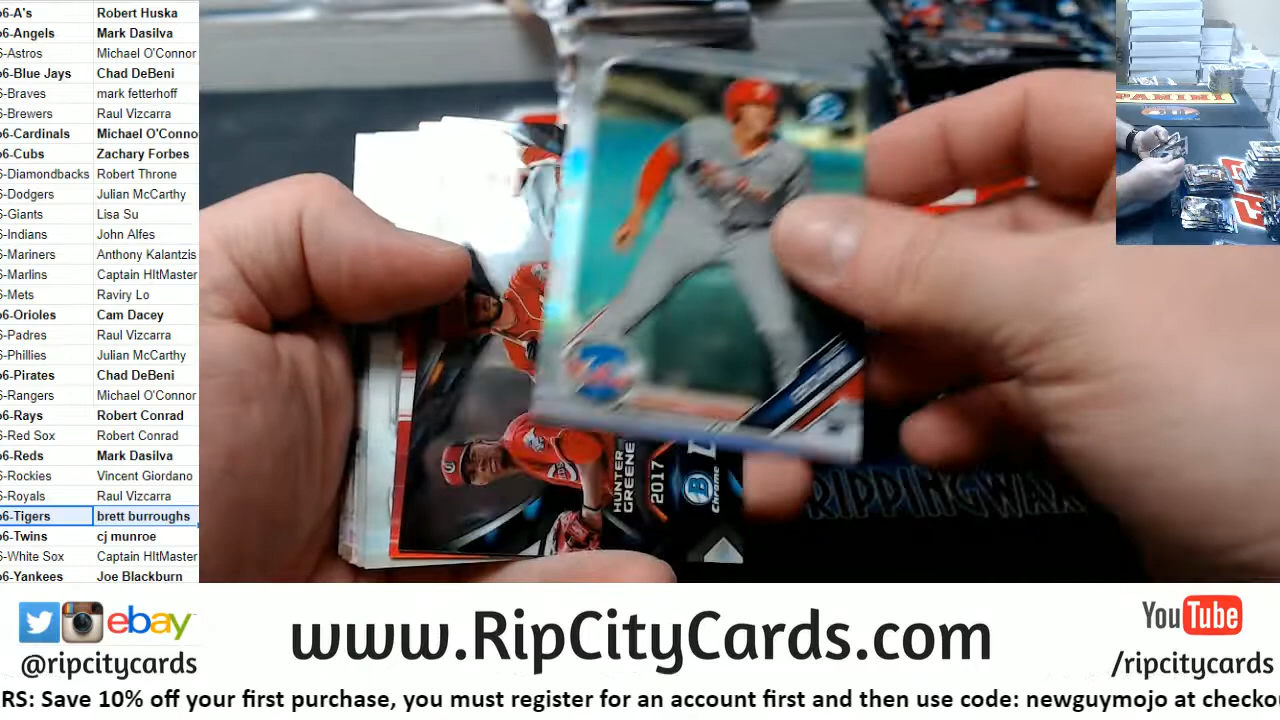 6-A's Robert Huska
6-Angels Mark Dasilva
6-Astros Michael O'Connor
6-Blue Jays Chad DeBeni
6-Braves mark fetterhoff
6-Brewers Raul Vizcarra
6-Cardinals Michael O'Conno
6-Cubs Zachary Forbes
6-Diamondbacks Robert Throne
6-Dodgers Julian McCarthy
6-Giants Lisa Su
6-Indians John Alfes
6-Mariners Anthony Kalantzis
6-Marlins Captain HItMaster
6-Mets Raviry Lo
6-Orioles Cam Dacey
6-Padres Raul Vizcarra
6-Phillies Julian McCarthy
6-Pirates Chad DeBeni
6-Rangers Michael O'Connor
6-Rays Robert Conrad
6-Red Sox Robert Conrad
6-Reds Mark Dasilva
6-Rockies Vincent Giordano
6-Royals Raul Vizcarra
6-Tigers brett burroughs
6-Twins cj munroe
6-White Sox Captain HItMaster
6-Yankees Joe Blackburn
PANINI
HUNTER
GREENE
2017
B
Chrome
RIPPINGWAX
ebay
@ripcitycards
www.RipCityCards.com
YouTube
/ripcitycards
RS: Save 10% off your first purchase, you must register for an account first and then use code: newguymojo at checko